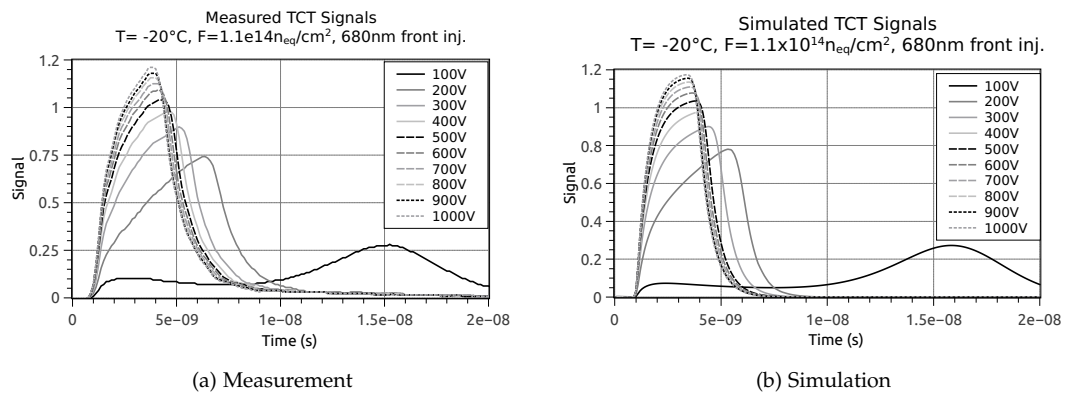 Measured TCT Signals
T= -20°C, F=1.1e14n_eq/cm², 680nm front inj.
1.2
1
0.75
0.5
0.25
0
Signal
100V
200V
300V
400V
500V
600V
700V
800V
900V
1000V
0
5e-09
1e-08
1.5e-08
2e-08
Time (s)
(a) Measurement
Simulated TCT Signals
T= -20°C, F=1.1x10¹⁴n_eq/cm², 680nm front inj.
1.2
1
0.8
0.6
0.4
0.2
0
Signal
100V
200V
300V
400V
500V
600V
700V
800V
900V
1000V
0
5e-09
1e-08
1.5e-08
2e-08
Time (s)
(b) Simulation